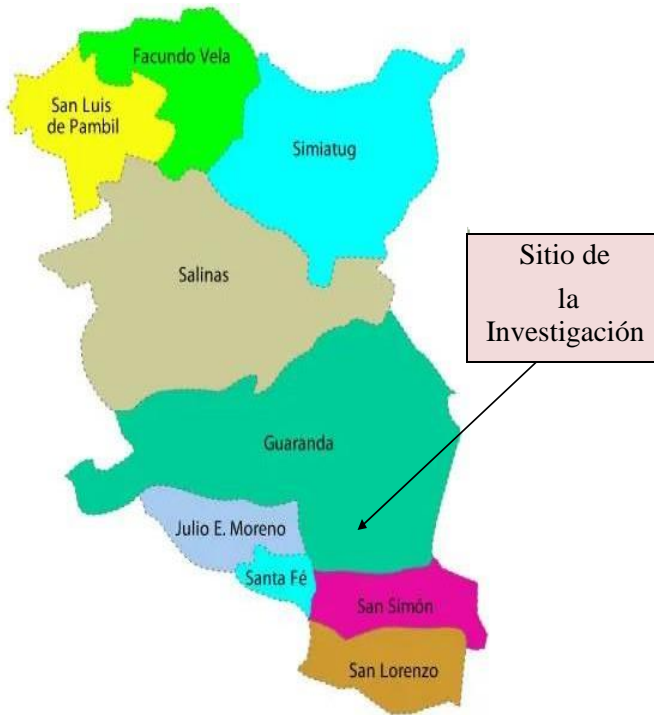 Facundo Vela
San Luis
de Pambil
Simiatug
Sitio de
la
Investigación
Salinas
Guaranda
Julio E. Moreno
Santa Fé
San Simón
San Lorenzo